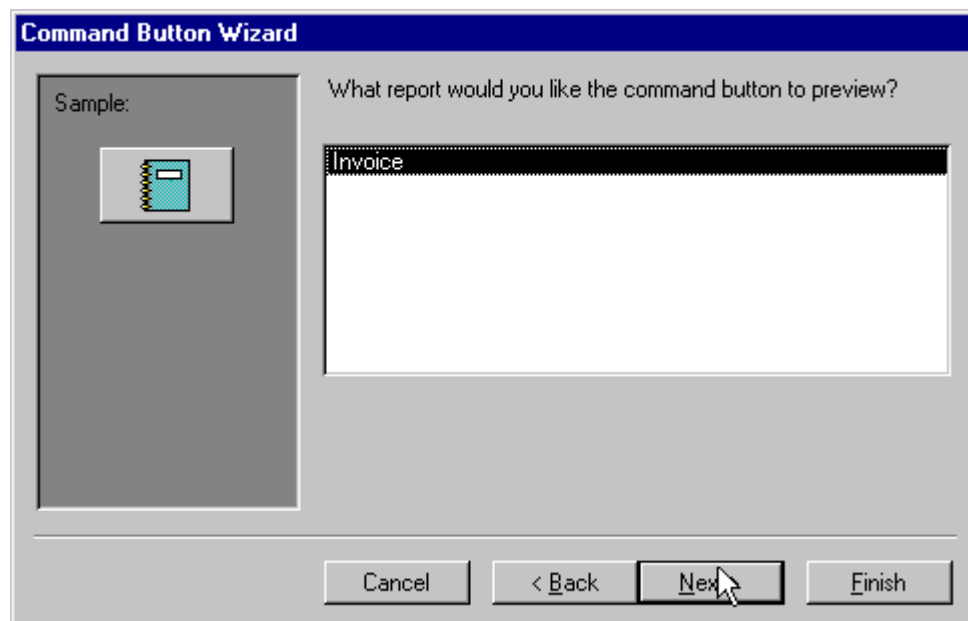 Command Button Wizard
Sample:
What report would you like the command button to preview?
Invoice
Cancel
< Back
Finish